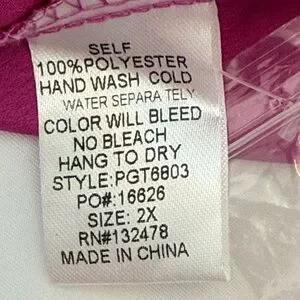 SELF
100%POLYESTER
HAND WASH COLD
WATER SEPARA TELY
COLOR WILL BLEED
NO BLEACH
HANG TO DRY
STYLE:PGT6803
PO#:16626
SIZE: 2X
RN#132478
MADE IN CHINA